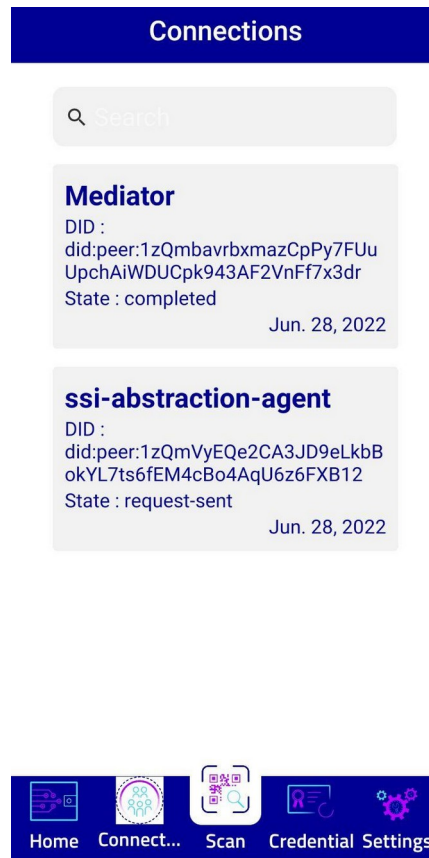 Connections
Search
Mediator
DID :
did:peer:1zQmbavrbxmazCpPy7FUu
UpchAiWDUCpk943AF2VnFf7x3dr
State : completed
Jun. 28, 2022
ssi-abstraction-agent
DID :
did:peer:1zQmVyEQe2CA3JD9eLkbB
okYL7ts6fEM4cBo4AqU6z6FXB12
State : request-sent
Jun. 28, 2022
Home Connect... Scan Credential Settings